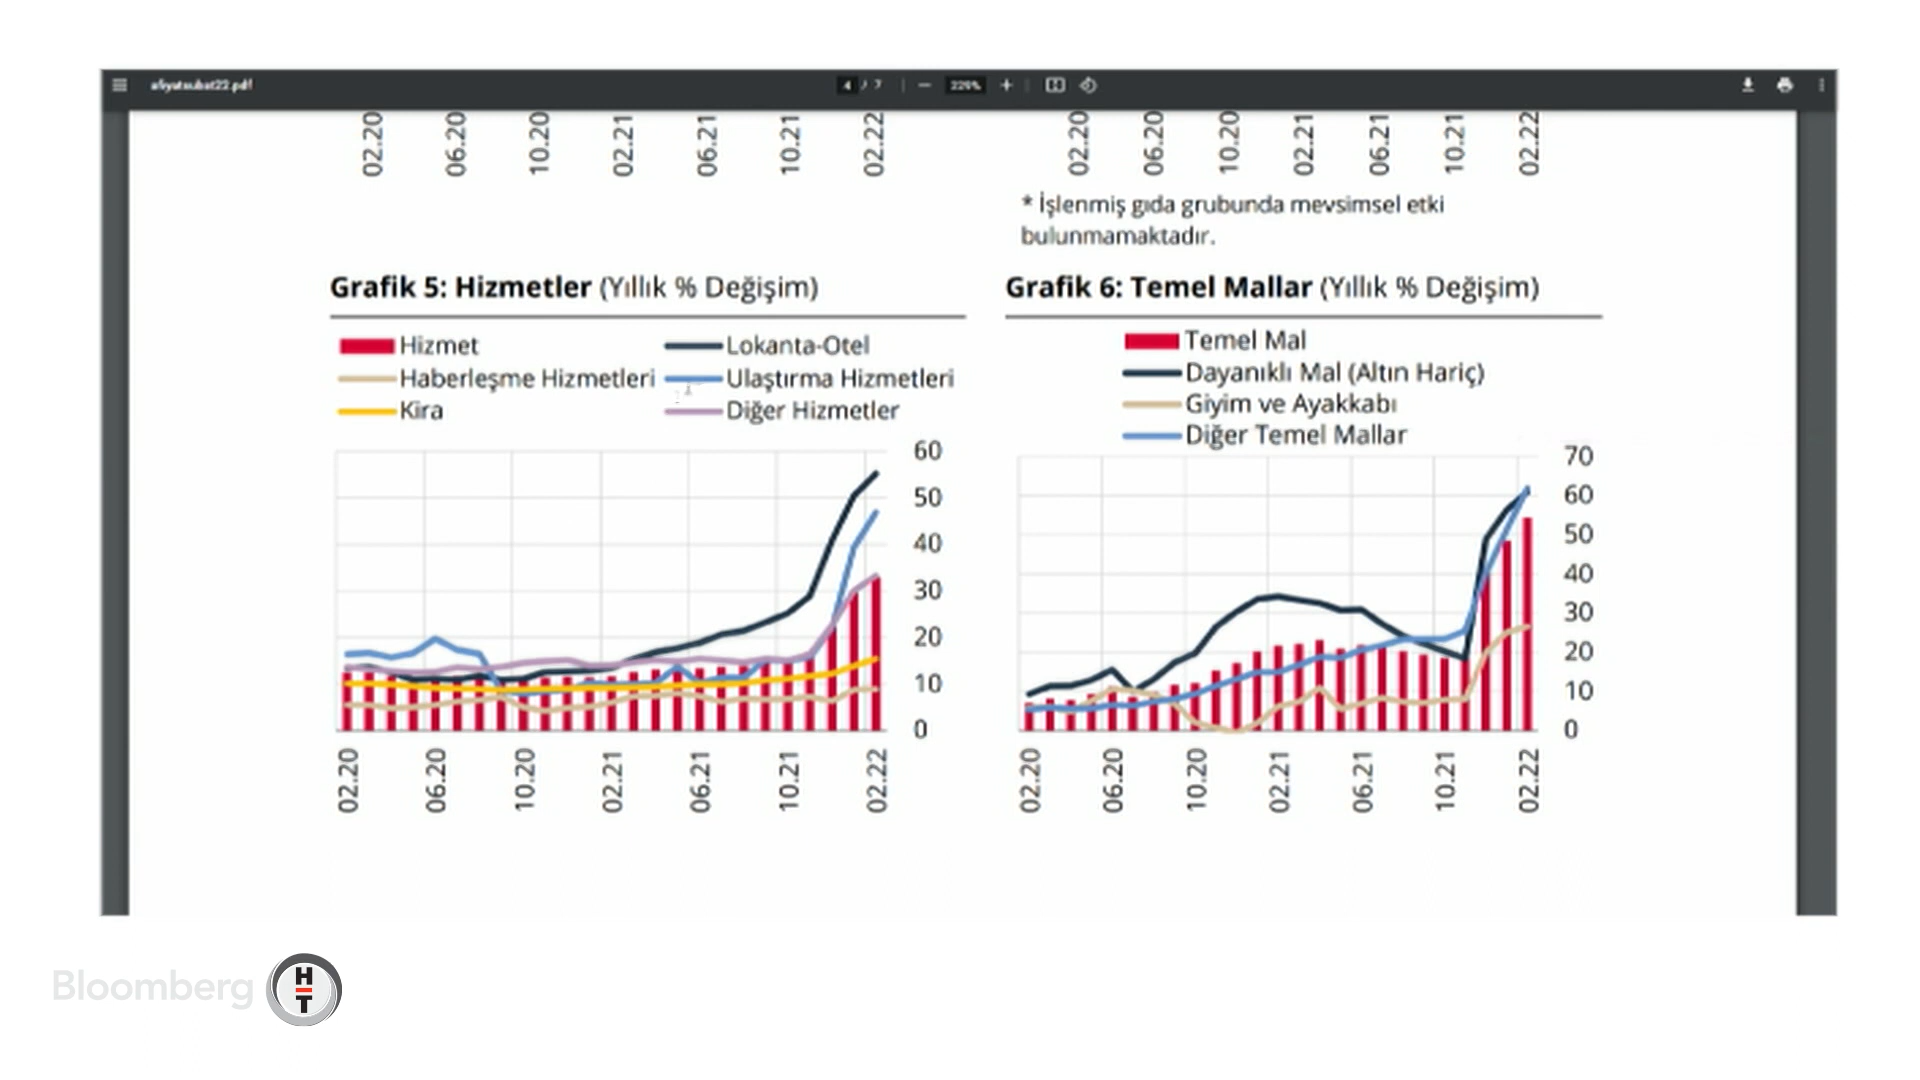 afiyatsubat22.pdf
4 / 7
229%
02.20 06.20 10.20 02.21 06.21 10.21 02.22
02.20 06.20 10.20 02.21 06.21 10.21 02.22
* İşlenmiş gıda grubunda mevsimsel etki
bulunmamaktadır.
Grafik 5: Hizmetler (Yıllık % Değişim)
Hizmet
Lokanta-Otel
Haberleşme Hizmetleri
Ulaştırma Hizmetleri
Kira
Diğer Hizmetler
60
50
40
30
20
10
0
02.20 06.20 10.20 02.21 06.21 10.21 02.22
Grafik 6: Temel Mallar (Yıllık % Değişim)
Temel Mal
Dayanıklı Mal (Altın Hariç)
Giyim ve Ayakkabı
Diğer Temel Mallar
70
60
50
40
30
20
10
0
02.20 06.20 10.20 02.21 06.21 10.21 02.22
Bloomberg HT